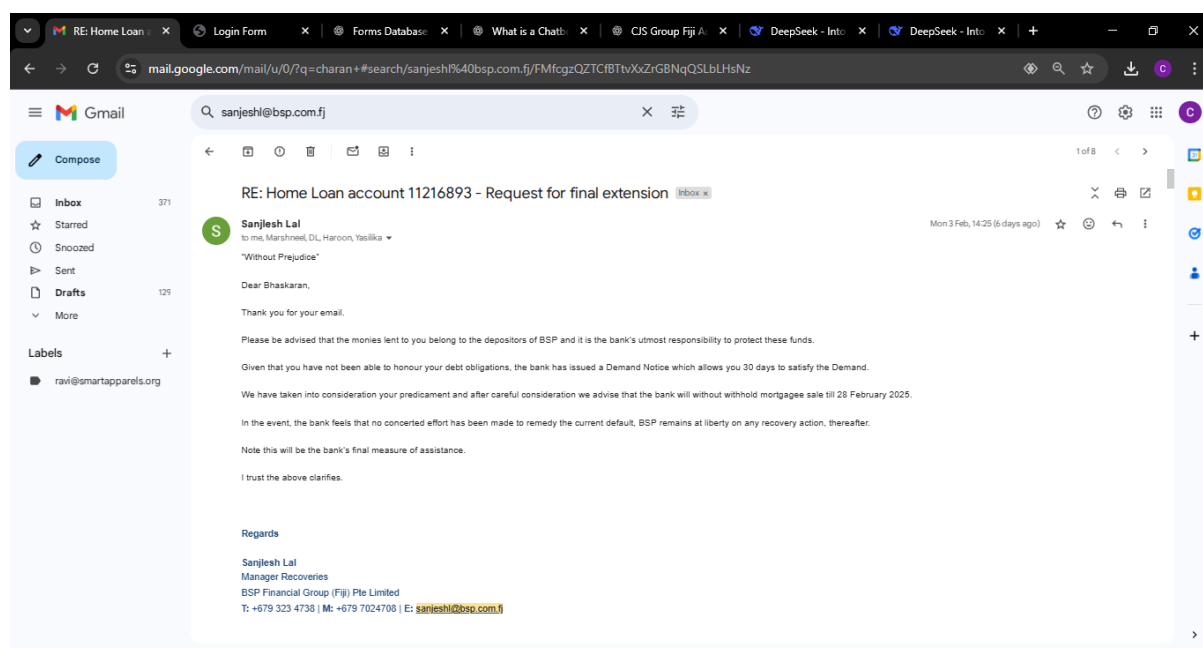 RE: Home Loan a
Login Form
Forms Database
What is a Chatb
CJS Group Fiji A
DeepSeek - Into
DeepSeek - Into
mail.google.com/mail/u/0/?q=charan+#search/sanjeshl%40bsp.com.fj/FMfcgzQZTCfBTtvXxZrGBNqQSLbLHsNz
C
Gmail
sanjeshl@bsp.com.fj
C
Compose
1 of 8
Inbox 371
Starred
Snoozed
Sent
Drafts 129
More
Labels
ravi@smartapparels.org
RE: Home Loan account 11216893 - Request for final extension Inbox x
S
Sanjlesh Lal
Mon 3 Feb, 14:25 (6 days ago)
to me, Marshneel, DL, Haroon, Yasilika
"Without Prejudice"
Dear Bhaskaran,
Thank you for your email.
Please be advised that the monies lent to you belong to the depositors of BSP and it is the bank's utmost responsibility to protect these funds.
Given that you have not been able to honour your debt obligations, the bank has issued a Demand Notice which allows you 30 days to satisfy the Demand.
We have taken into consideration your predicament and after careful consideration we advise that the bank will without withhold mortgagee sale till 28 February 2025.
In the event, the bank feels that no concerted effort has been made to remedy the current default, BSP remains at liberty on any recovery action, thereafter.
Note this will be the bank's final measure of assistance.
I trust the above clarifies.
Regards
Sanjlesh Lal
Manager Recoveries
BSP Financial Group (Fiji) Pte Limited
T: +679 323 4738 | M: +679 7024708 | E: sanjeshl@bsp.com.fj